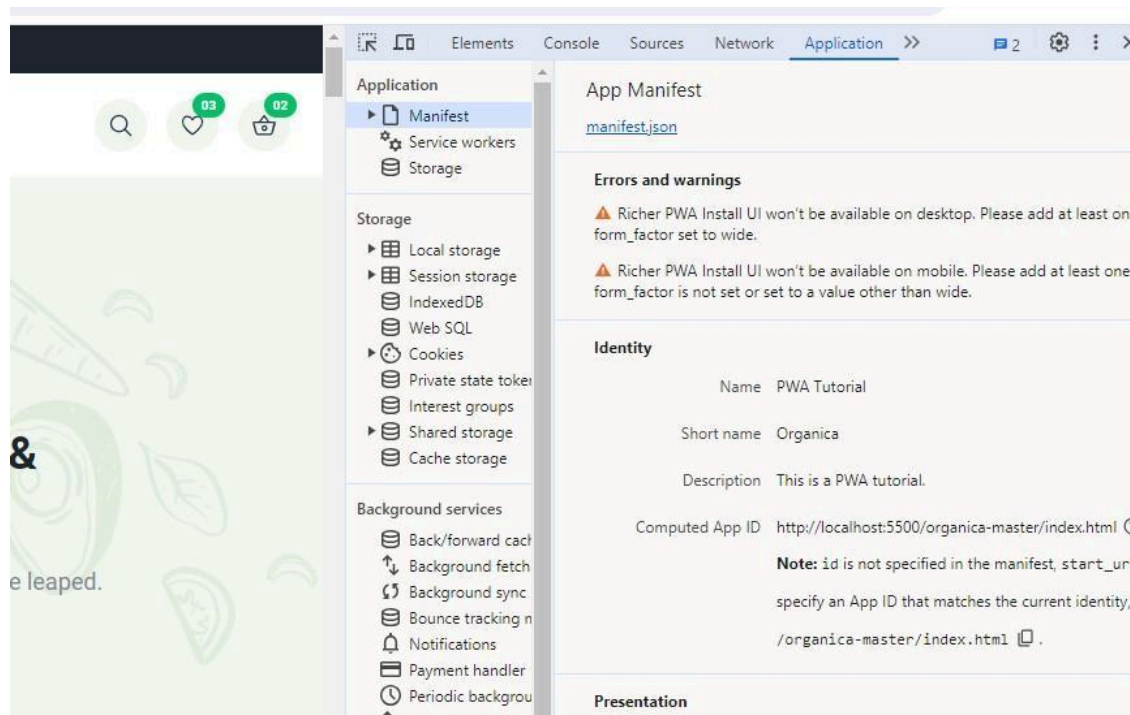 Elements Console Sources Network Application 2
03
02
&
e leaped.
Application
Manifest
Service workers
Storage
Storage
Local storage
Session storage
IndexedDB
Web SQL
Cookies
Private state toke
Interest groups
Shared storage
Cache storage
Background services
Back/forward cac
Background fetch
Background sync
Bounce tracking
Notifications
Payment handler
Periodic backgrou
App Manifest
manifest.json
Errors and warnings
Richer PWA Install UI won't be available on desktop. Please add at least on
form_factor set to wide.
Richer PWA Install UI won't be available on mobile. Please add at least one
form_factor is not set or set to a value other than wide.
Identity
Name PWA Tutorial
Short name Organica
Description This is a PWA tutorial.
Computed App ID http://localhost:5500/organica-master/index.html
Note: id is not specified in the manifest, start_ur
specify an App ID that matches the current identity,
/organica-master/index.html .
Presentation